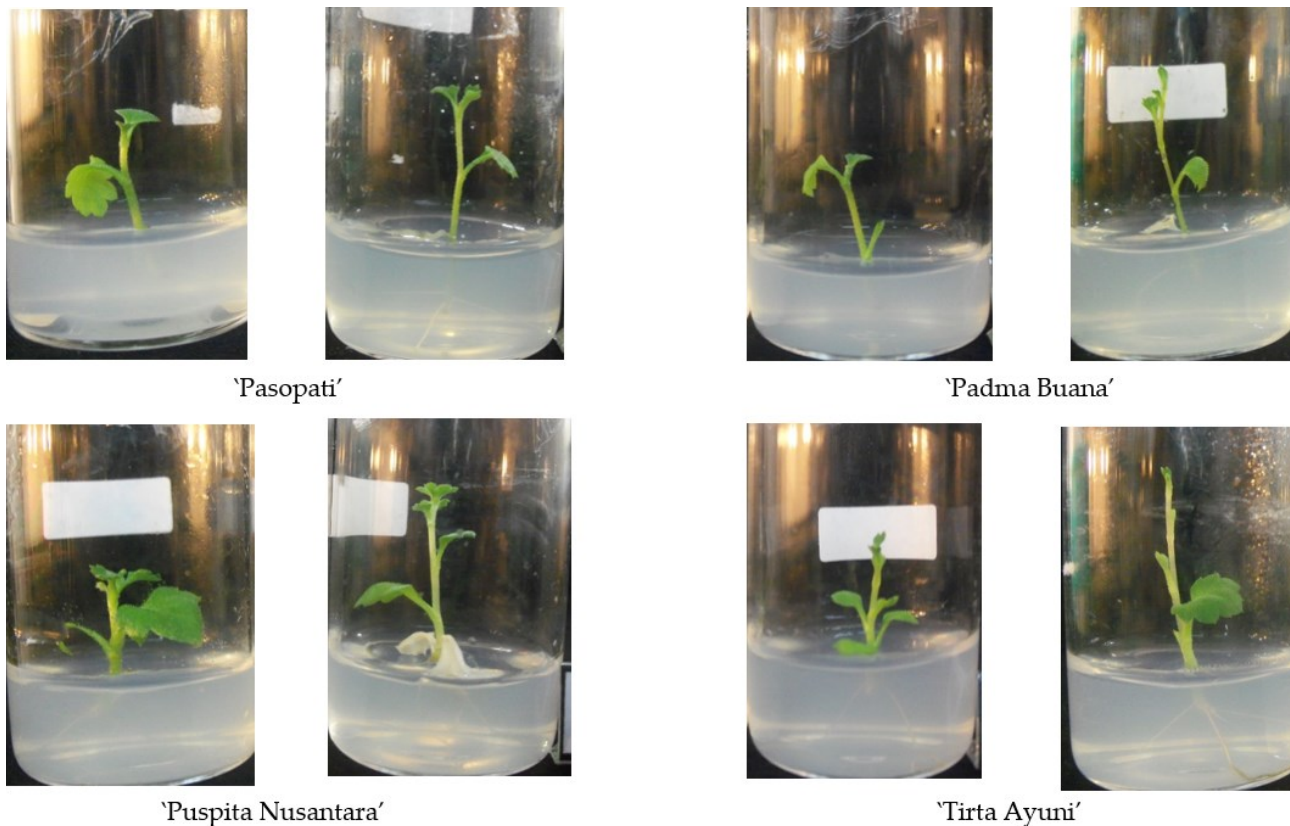 ‘Pasopati’
‘Padma Buana’
‘Puspita Nusantara’
‘Tirta Ayuni’